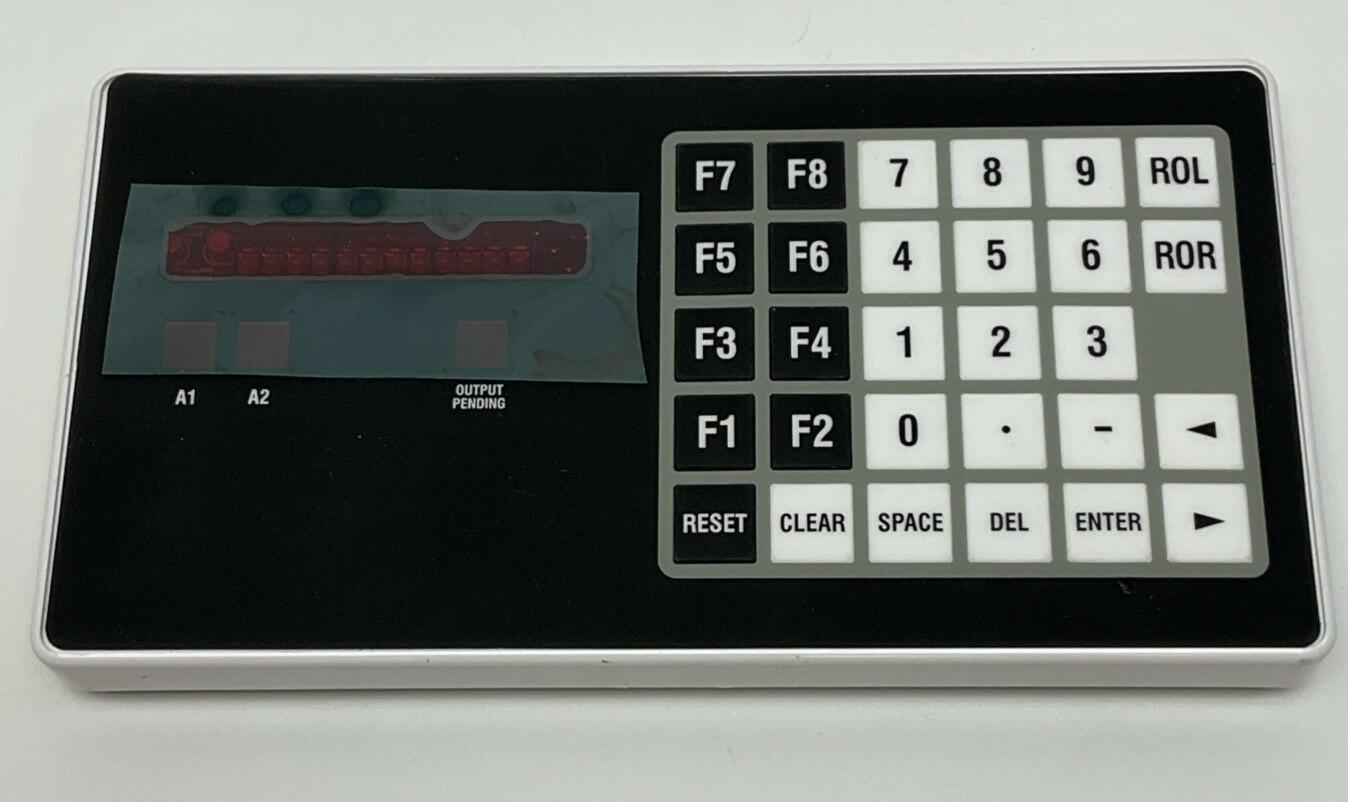 A1 A2 OUTPUT
PENDING
F7 F8 7 8 9 ROL
F5 F6 4 5 6 ROR
F3 F4 1 2 3
F1 F2 0 . - ◄
RESET CLEAR SPACE DEL ENTER ►